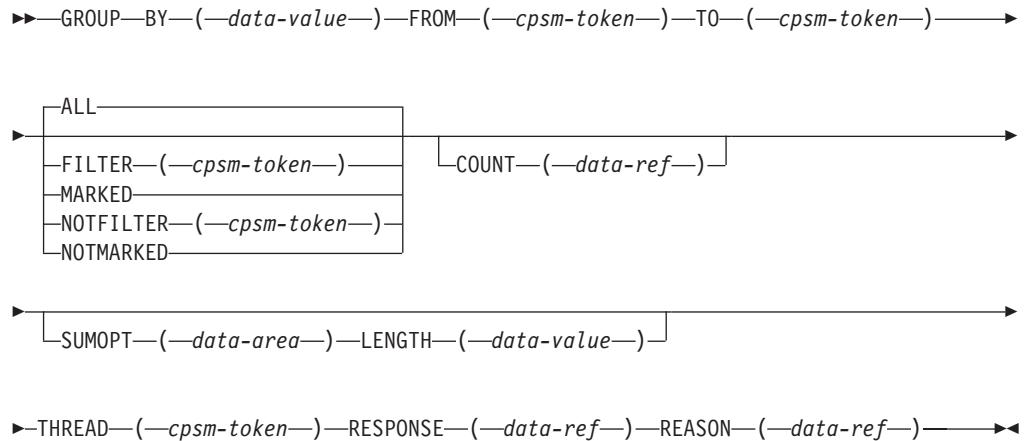 GROUP BY ( data-value ) FROM ( cpsm-token ) TO ( cpsm-token )
ALL
FILTER ( cpsm-token )
MARKED
NOTFILTER ( cpsm-token )
NOTMARKED
COUNT ( data-ref )
SUMOPT ( data-area ) LENGTH ( data-value )
THREAD ( cpsm-token ) RESPONSE ( data-ref ) REASON ( data-ref )